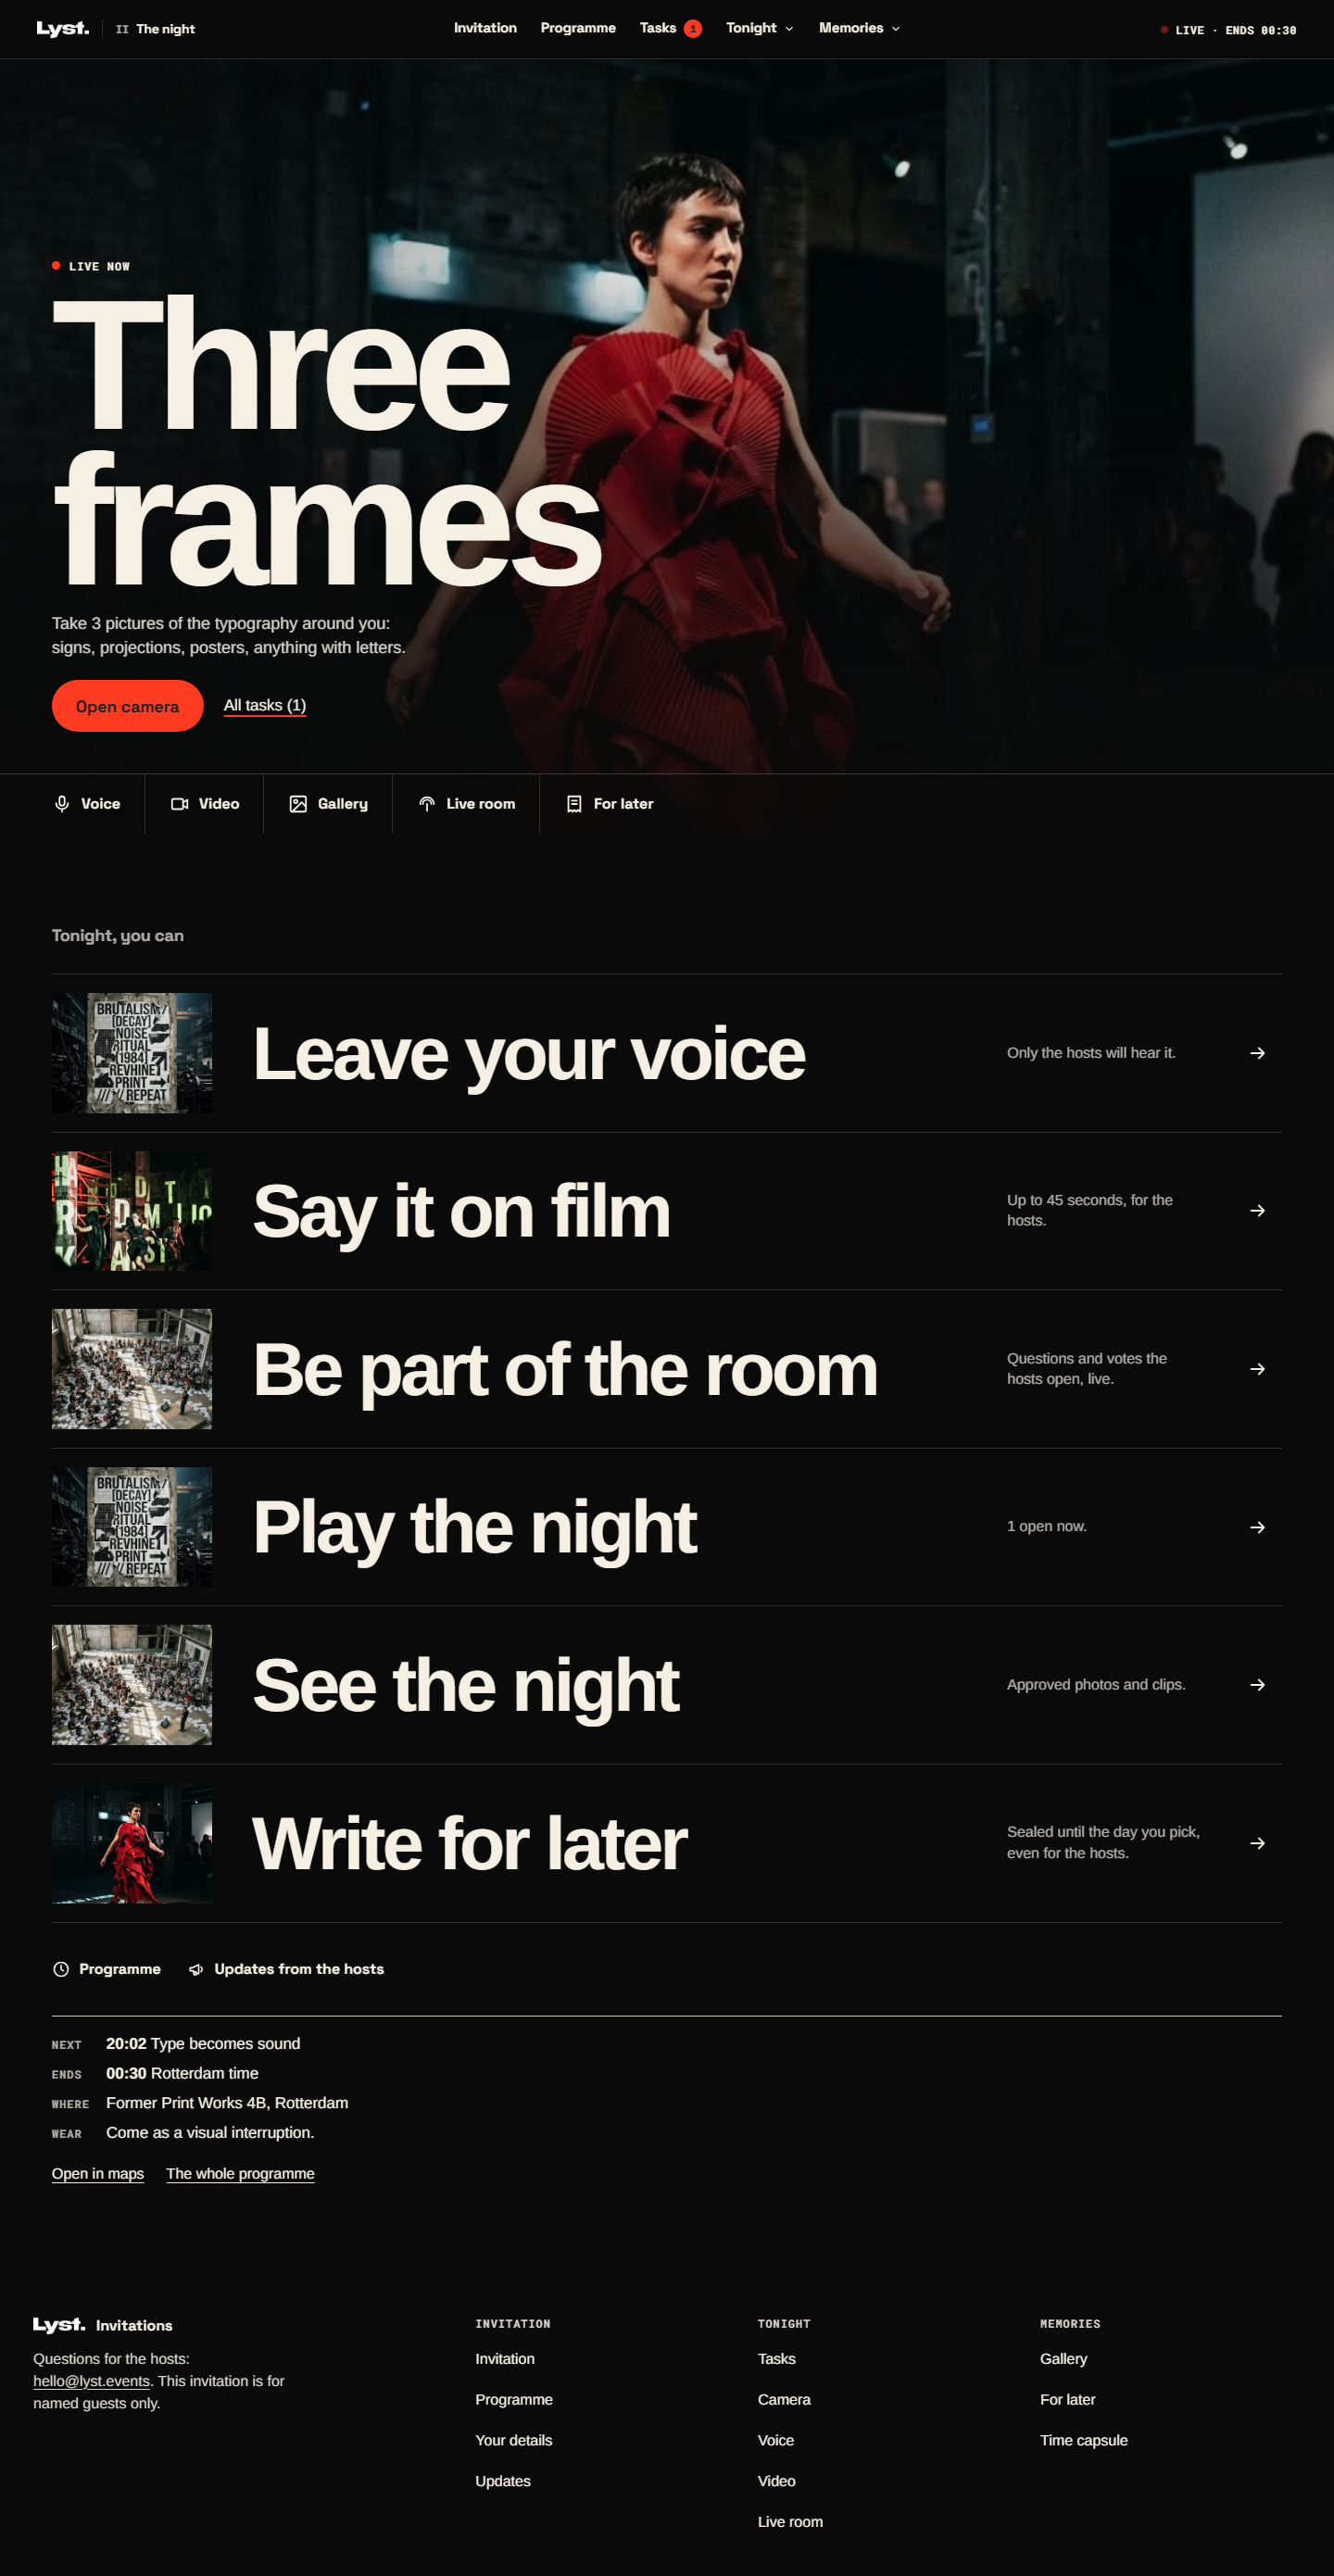 Lyst. II The night Invitation Programme Tasks 1 Tonight Memories LIVE · ENDS 00:30
LIVE NOW
Three
frames
Take 3 pictures of the typography around you:
signs, projections, posters, anything with letters.
Open camera All tasks (1)
Voice Video Gallery Live room For later
Tonight, you can
BRUTALISM/
[DECAY]
NOISE
RITUAL
[1984]
REVHINE
PRINT →
/// REPEAT
Leave your voice
Only the hosts will hear it.
Say it on film
Up to 45 seconds, for the
hosts.
Be part of the room
Questions and votes the
hosts open, live.
BRUTALISM/
[DECAY]
NOISE
RITUAL
[1984]
REVHINE
PRINT →
/// REPEAT
Play the night
1 open now.
See the night
Approved photos and clips.
Write for later
Sealed until the day you pick,
even for the hosts.
Programme Updates from the hosts
NEXT 20:02 Type becomes sound
ENDS 00:30 Rotterdam time
WHERE Former Print Works 4B, Rotterdam
WEAR Come as a visual interruption.
Open in maps The whole programme
Lyst. Invitations
Questions for the hosts:
hello@lyst.events. This invitation is for
named guests only.
INVITATION
Invitation
Programme
Your details
Updates
TONIGHT
Tasks
Camera
Voice
Video
Live room
MEMORIES
Gallery
For later
Time capsule